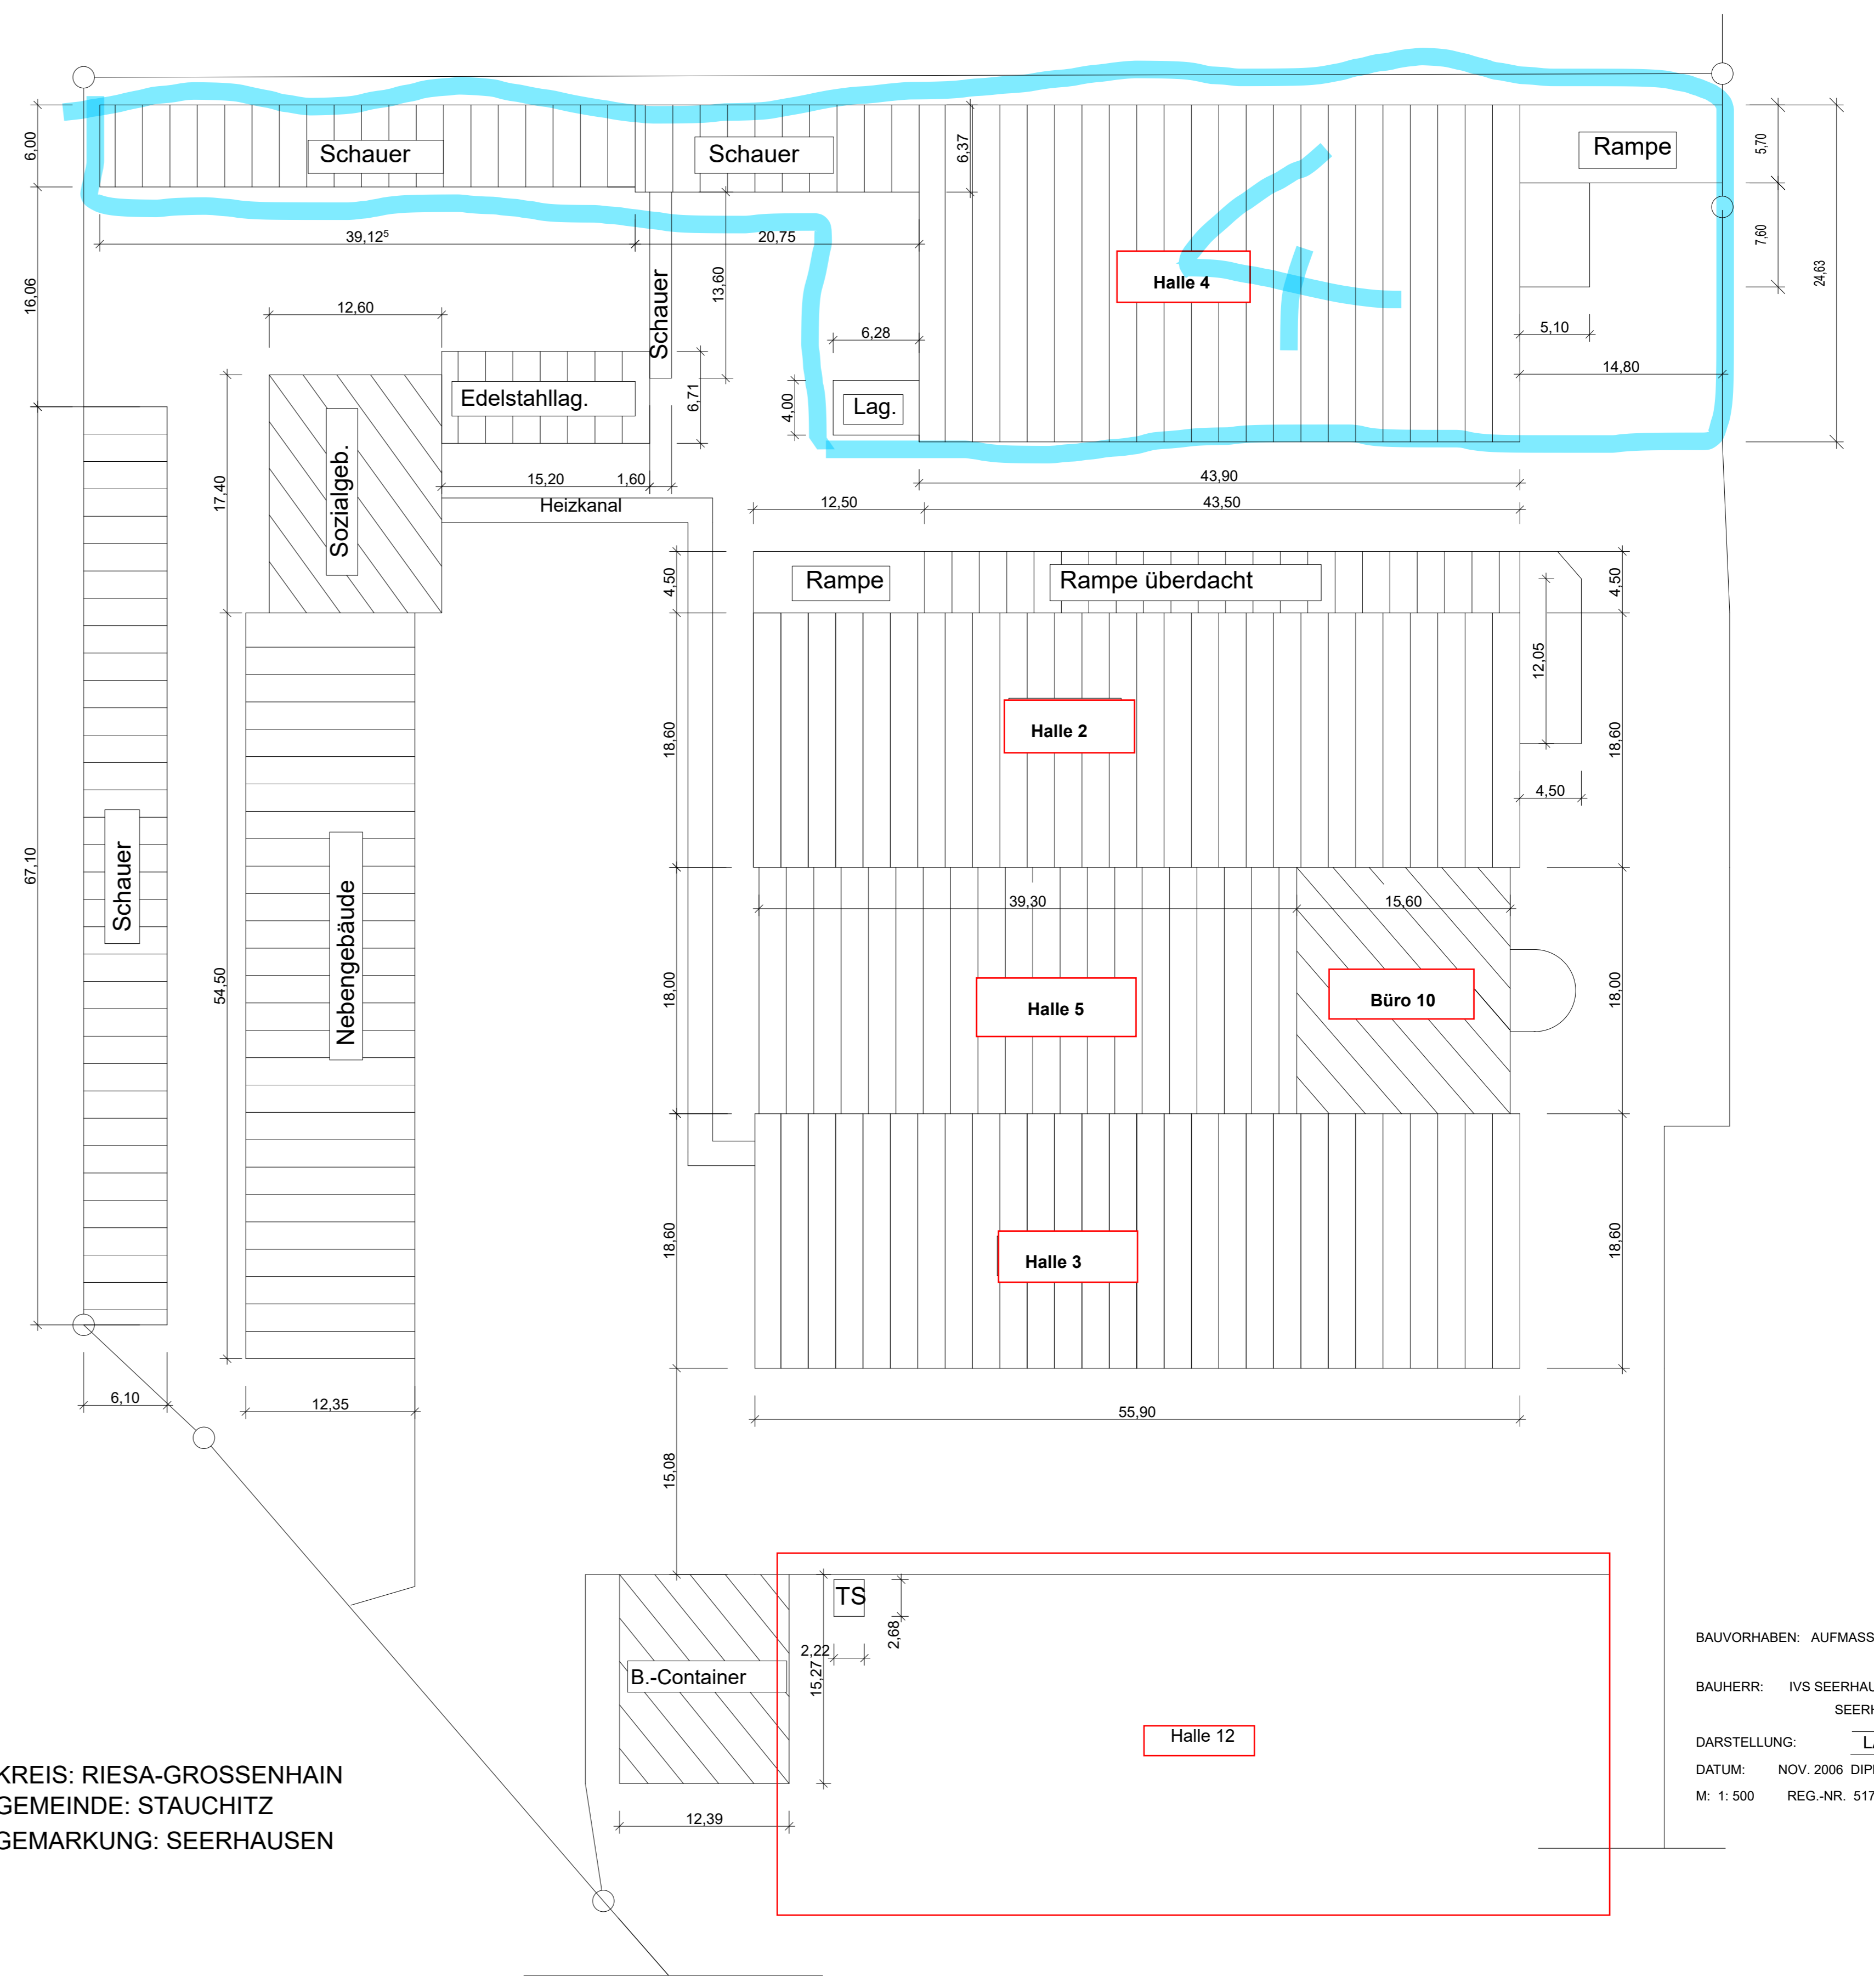 6,00
Schauer
Schauer
6,37
Rampe
5,70
7,60
24,63
39,12⁵
20,75
16,06
12,60
Schauer
13,60
Halle 4
4
6,28
5,10
14,80
Edelstahllag.
6,71
4,00
Lag.
Sozialgeb.
17,40
15,20
1,60
Heizkanal
43,90
12,50
43,50
4,50
Rampe
Rampe überdacht
4,50
12,05
18,60
Halle 2
18,60
4,50
67,10
Schauer
Nebengebäude
54,50
39,30
15,60
18,00
Halle 5
Büro 10
18,00
18,60
Halle 3
18,60
6,10
12,35
55,90
15,08
TS
2,68
2,22
15,27
B.-Container
Halle 12
12,39
KREIS: RIESA-GROSSENHAIN
GEMEINDE: STAUCHITZ
GEMARKUNG: SEERHAUSEN
BAUVORHABEN: AUFMASS
BAUHERR: IVS SEERHAU
SEERH
DARSTELLUNG: LA
DATUM: NOV. 2006 DIPL
M: 1: 500 REG.-NR. 517